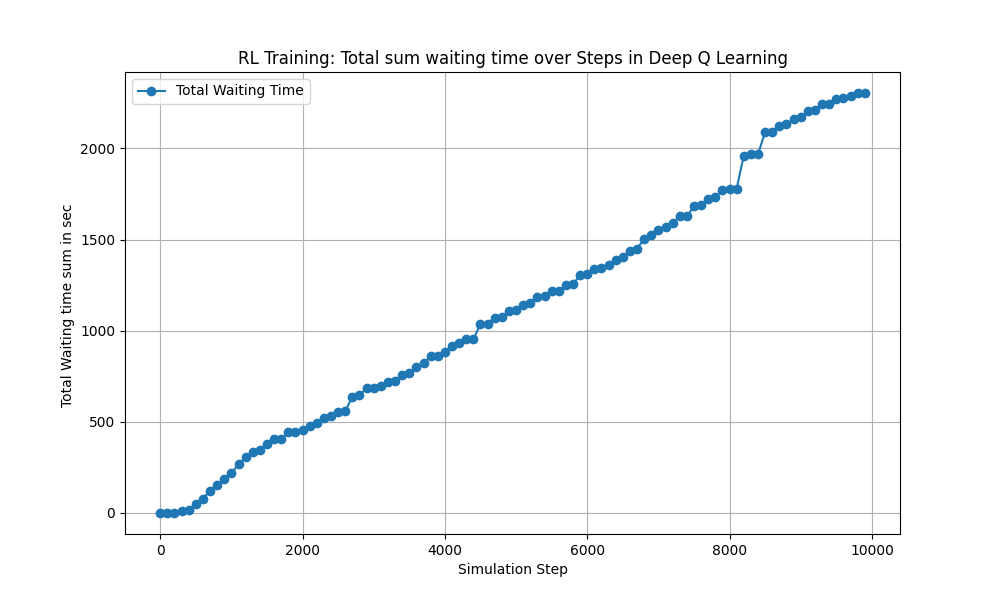 RL Training: Total sum waiting time over Steps in Deep Q Learning
Total Waiting Time
2000
1500
1000
500
0
Total Waiting time sum in sec
0 2000 4000 6000 8000 10000
Simulation Step